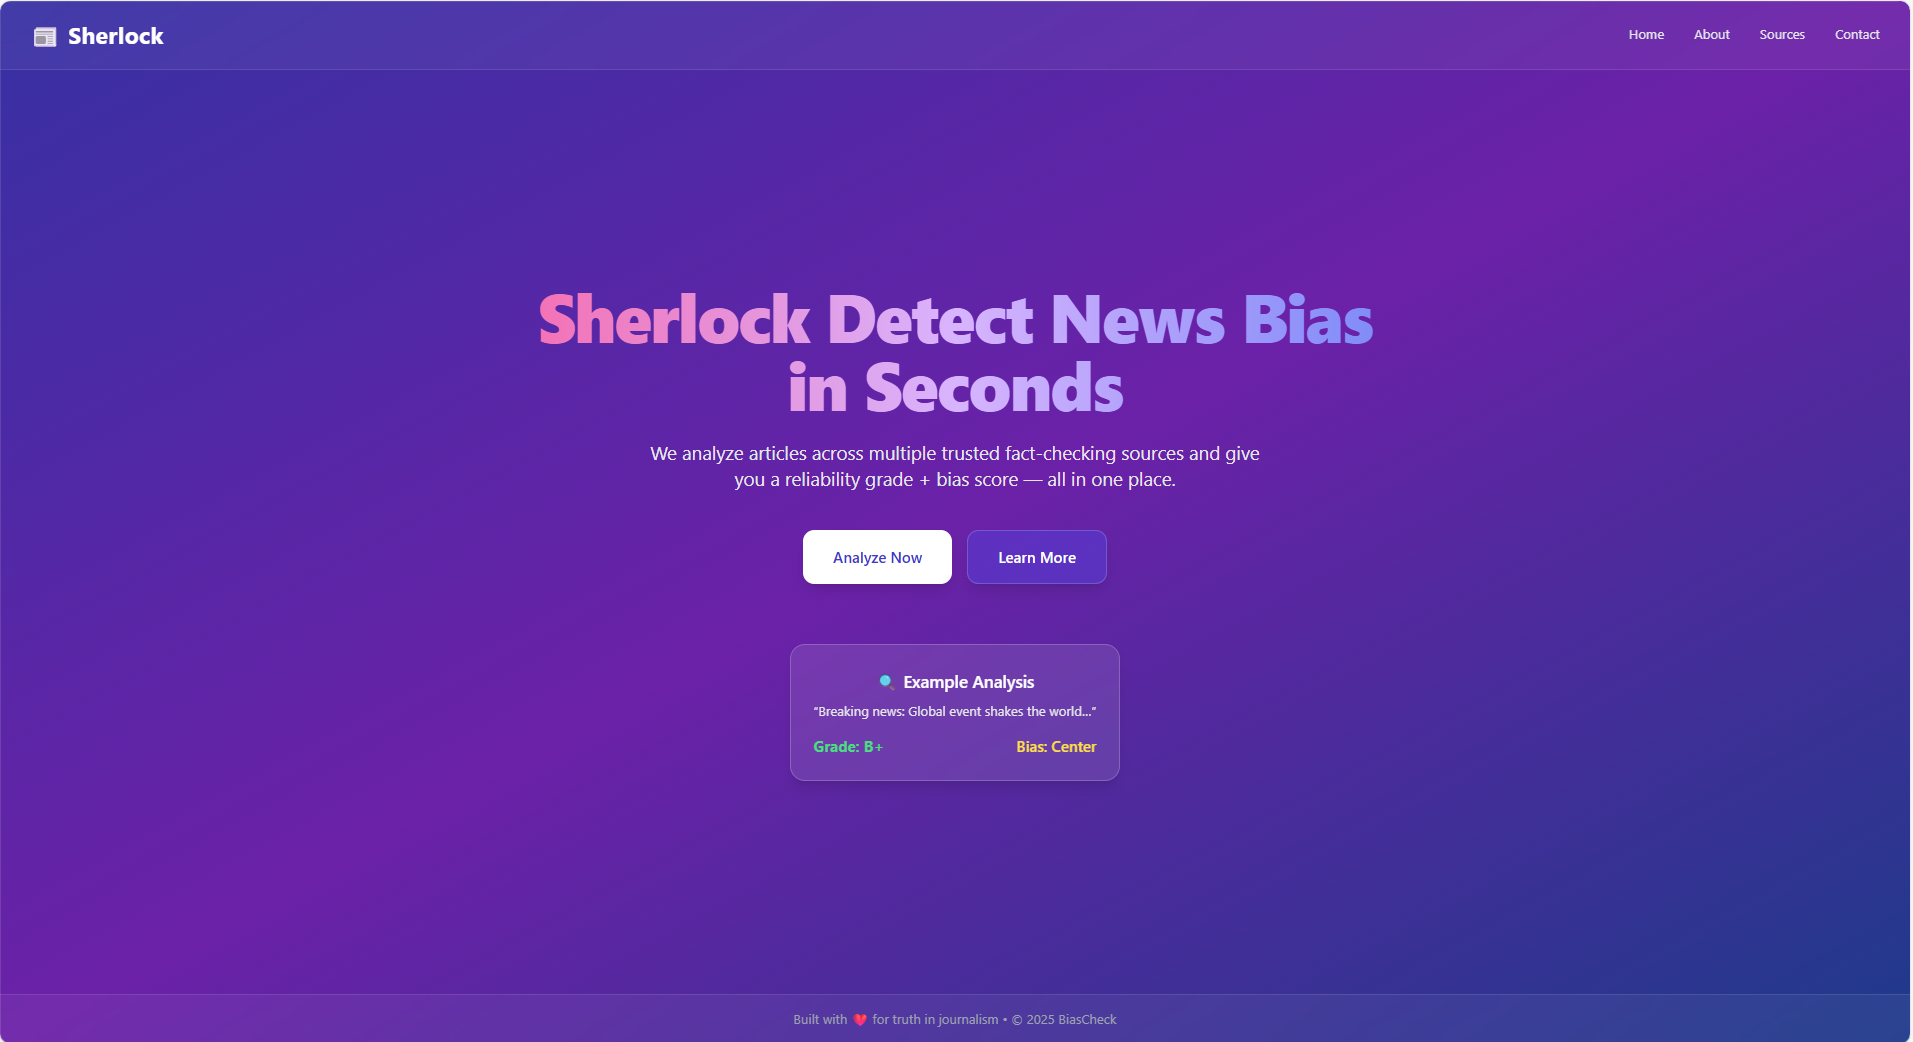 Sherlock
Home About Sources Contact
Sherlock Detect News Bias
in Seconds
We analyze articles across multiple trusted fact-checking sources and give
you a reliability grade + bias score — all in one place.
Analyze Now
Learn More
Example Analysis
"Breaking news: Global event shakes the world..."
Grade: B+ Bias: Center
Built with ❤️ for truth in journalism • © 2025 BiasCheck